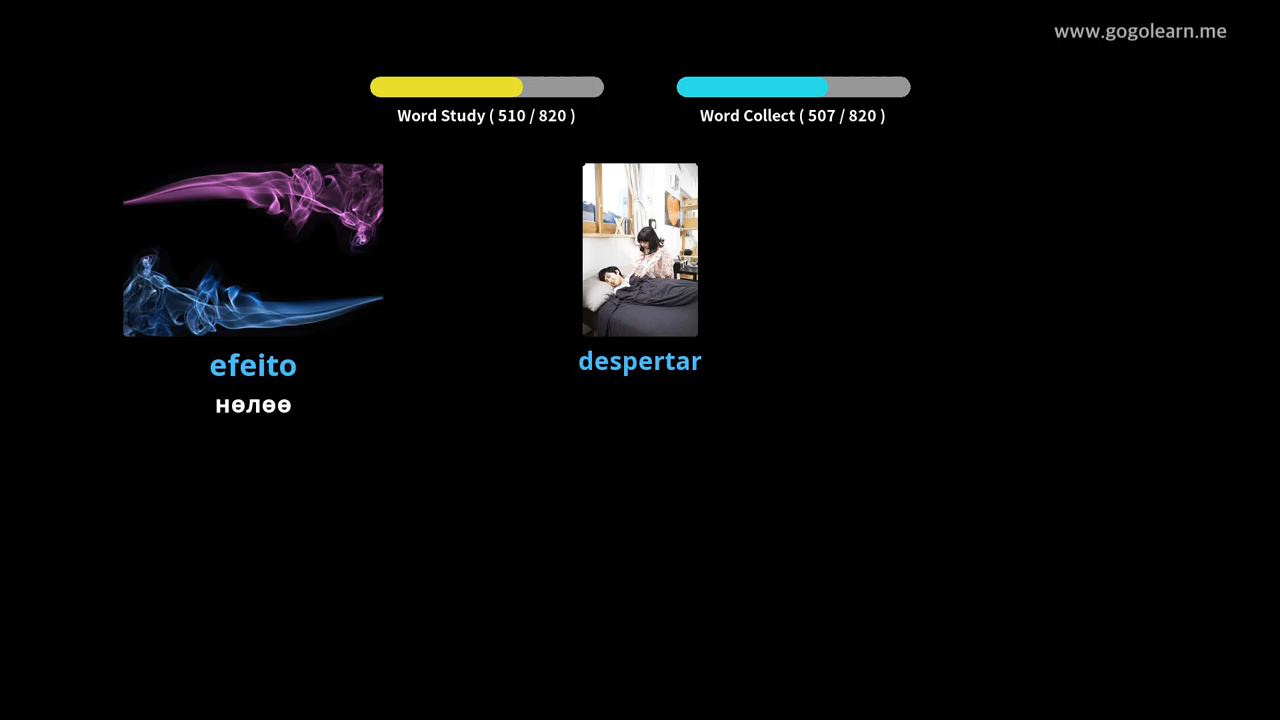 www.gogolearn.me
Word Study ( 510 / 820 )
Word Collect ( 507 / 820 )
efeito
нөлөө
despertar